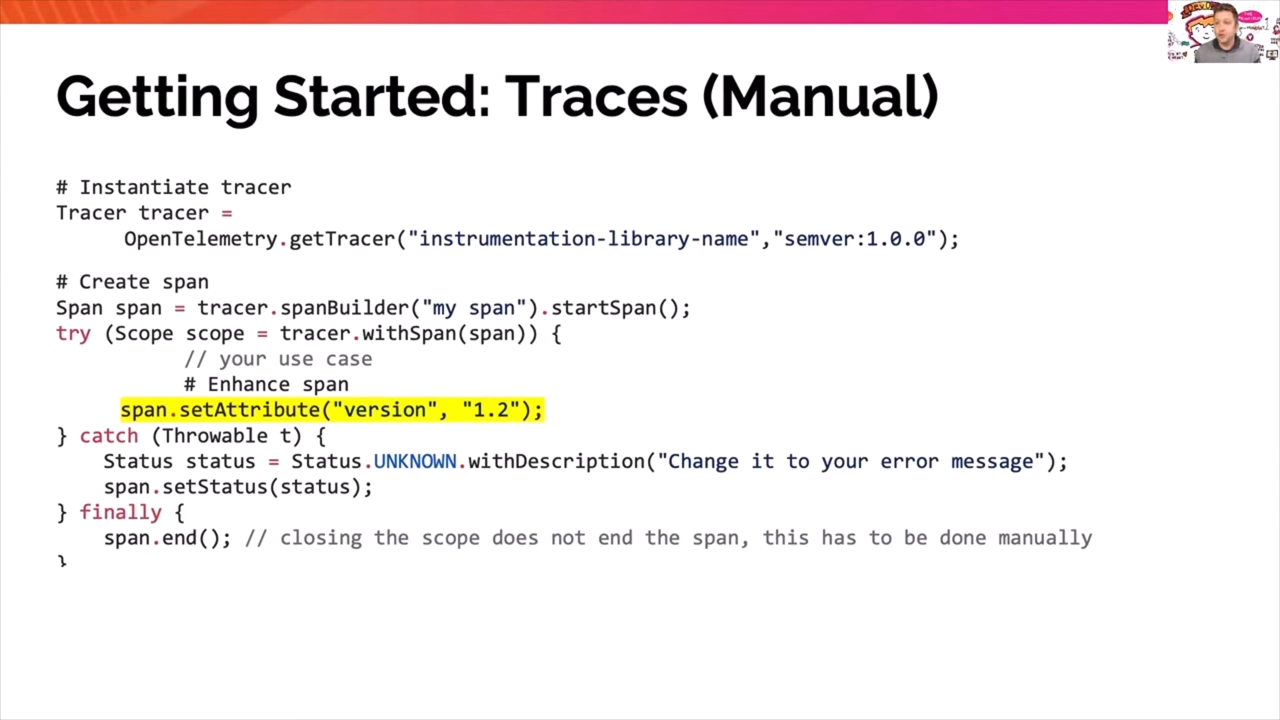 Getting Started: Traces (Manual)
# Instantiate tracer
Tracer tracer =
OpenTelemetry.getTracer("instrumentation-library-name","semver:1.0.0");
# Create span
Span span = tracer.spanBuilder("my span").startSpan();
try (Scope scope = tracer.withSpan(span)) {
// your use case
# Enhance span
span.setAttribute("version", "1.2");
} catch (Throwable t) {
Status status = Status.UNKNOWN.withDescription("Change it to your error message");
span.setStatus(status);
} finally {
span.end(); // closing the scope does not end the span, this has to be done manually
}